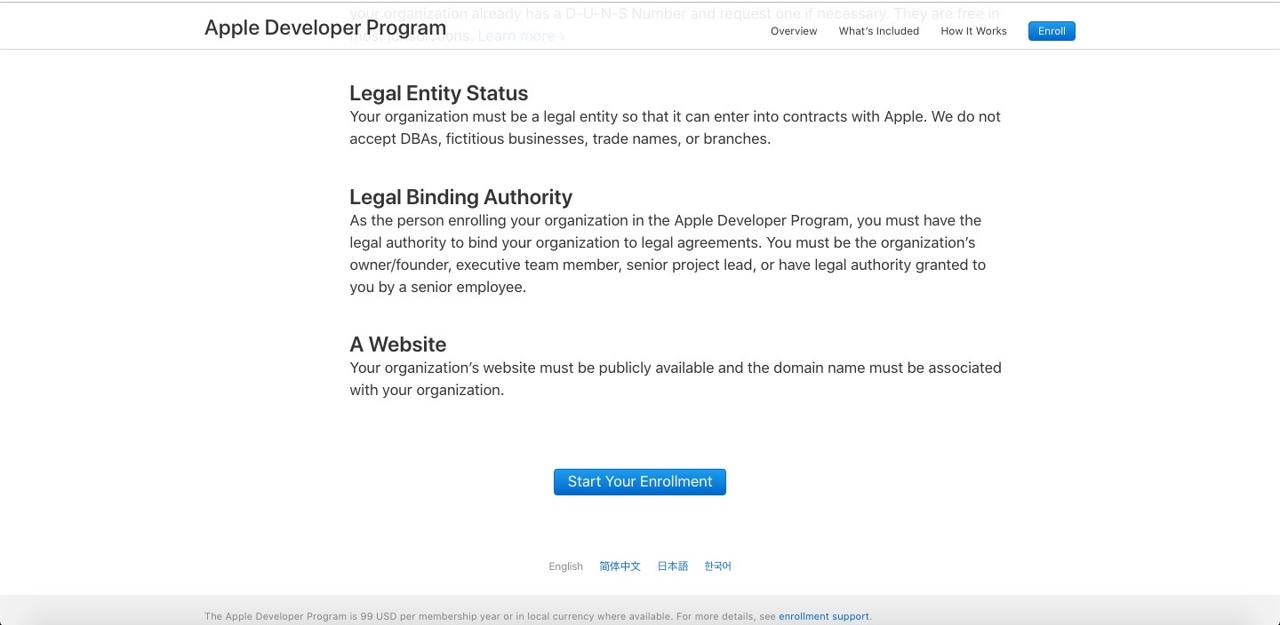 your organization already has a D-U-N-S Number and request one if necessary. They are free in
Apple Developer Program
Overview What's Included How It Works Enroll
most jurisdictions. Learn more ›
Legal Entity Status
Your organization must be a legal entity so that it can enter into contracts with Apple. We do not
accept DBAs, fictitious businesses, trade names, or branches.
Legal Binding Authority
As the person enrolling your organization in the Apple Developer Program, you must have the
legal authority to bind your organization to legal agreements. You must be the organization's
owner/founder, executive team member, senior project lead, or have legal authority granted to
you by a senior employee.
A Website
Your organization's website must be publicly available and the domain name must be associated
with your organization.
Start Your Enrollment
English 简体中文 日本語 한국어
The Apple Developer Program is 99 USD per membership year or in local currency where available. For more details, see enrollment support.